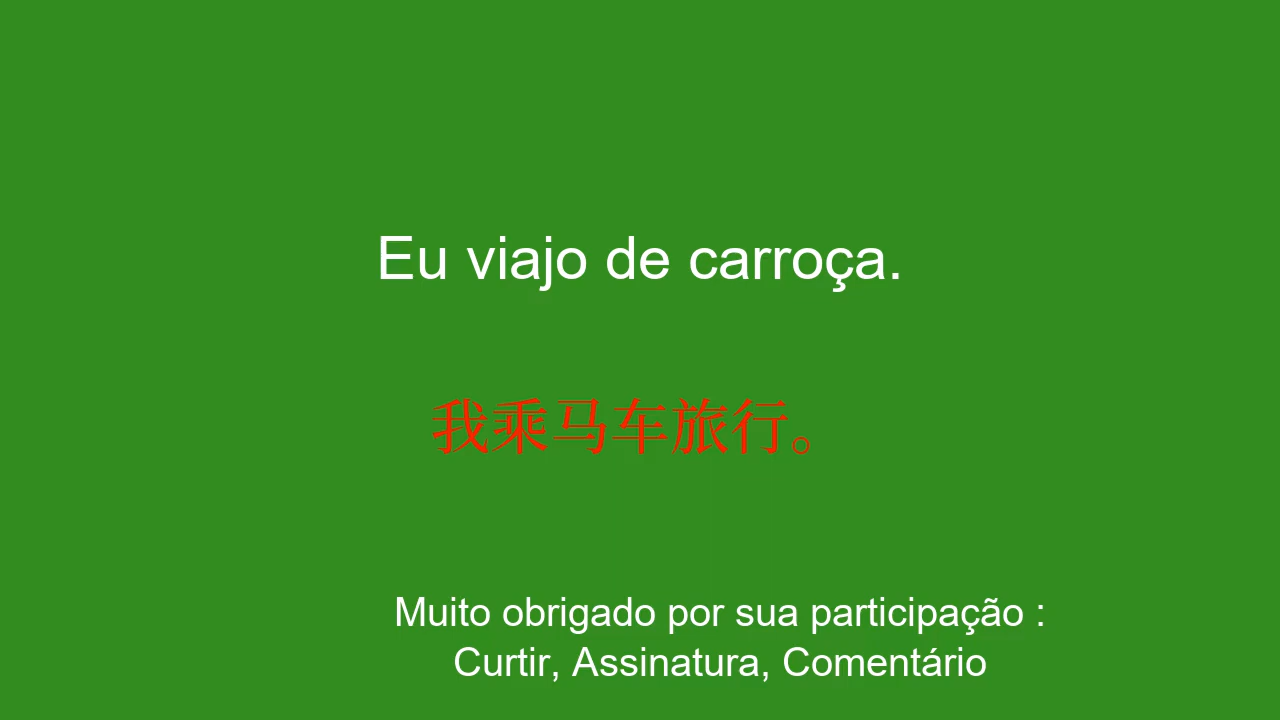 Eu viajo de carroça.
我乘马车旅行。
Muito obrigado por sua participação :
Curtir, Assinatura, Comentário